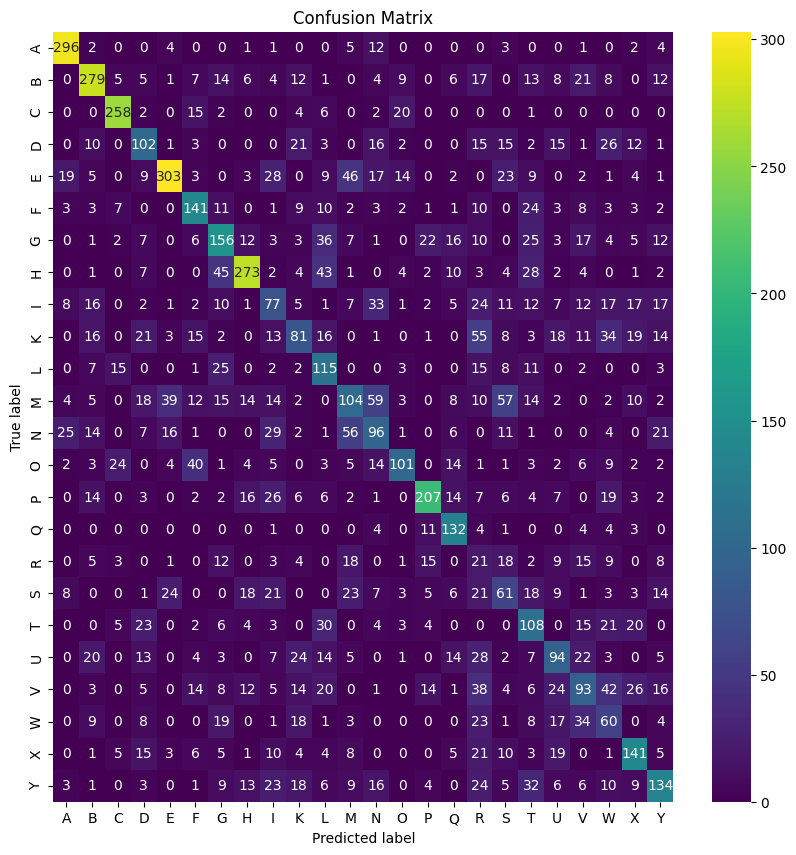 Confusion Matrix
A 296 2 0 0 4 0 0 1 1 0 0 5 12 0 0 0 0 3 0 0 1 0 2 4
B 0 279 5 5 1 7 14 6 4 12 1 0 4 9 0 6 17 0 13 8 21 8 0 12
C 0 0 258 2 0 15 2 0 0 4 6 0 2 20 0 0 0 0 1 0 0 0 0 0
D 0 10 0 102 1 3 0 0 0 21 3 0 16 2 0 0 15 15 2 15 1 26 12 1
E 19 5 0 9 303 3 0 3 28 0 9 46 17 14 0 2 0 23 9 0 2 1 4 1
F 3 3 7 0 0 141 11 0 1 9 10 2 3 2 1 1 10 0 24 3 8 3 3 2
G 0 1 2 7 0 6 156 12 3 3 36 7 1 0 22 16 10 0 25 3 17 4 5 12
H 0 1 0 7 0 0 45 273 2 4 43 1 0 4 2 10 3 4 28 2 4 0 1 2
I 8 16 0 2 1 2 10 1 77 5 1 7 33 1 2 5 24 11 12 7 12 17 17 17
K 0 16 0 21 3 15 2 0 13 81 16 0 1 0 1 0 55 8 3 18 11 34 19 14
L 0 7 15 0 0 1 25 0 2 2 115 0 0 3 0 0 15 8 11 0 2 0 0 3
M 4 5 0 18 39 12 15 14 14 2 0 104 59 3 0 8 10 57 14 2 0 2 10 2
N 25 14 0 7 16 1 0 0 29 2 1 56 96 1 0 6 0 11 1 0 0 4 0 21
O 2 3 24 0 4 40 1 4 5 0 3 5 14 101 0 14 1 1 3 2 6 9 2 2
P 0 14 0 3 0 2 2 16 26 6 6 2 1 0 207 14 7 6 4 7 0 19 3 2
Q 0 0 0 0 0 0 0 0 1 0 0 0 4 0 11 132 4 1 0 0 4 4 3 0
R 0 5 3 0 1 0 12 0 3 4 0 18 0 1 15 0 21 18 2 9 15 9 0 8
S 8 0 0 1 24 0 0 18 21 0 0 23 7 3 5 6 21 61 18 9 1 3 3 14
T 0 0 5 23 0 2 6 4 3 0 30 0 4 3 4 0 0 0 108 0 15 21 20 0
U 0 20 0 13 0 4 3 0 7 24 14 5 0 1 0 14 28 2 7 94 22 3 0 5
V 0 3 0 5 0 14 8 12 5 14 20 0 1 0 14 1 38 4 6 24 93 42 26 16
W 0 9 0 8 0 0 19 0 1 18 1 3 0 0 0 0 23 1 8 17 34 60 0 4
X 0 1 5 15 3 6 5 1 10 4 4 8 0 0 0 5 21 10 3 19 0 1 141 5
Y 3 1 0 3 0 1 9 13 23 18 6 9 16 0 4 0 24 5 32 6 6 10 9 134
A B C D E F G H I K L M N O P Q R S T U V W X Y
Predicted label
True label
300
250
200
150
100
50
0